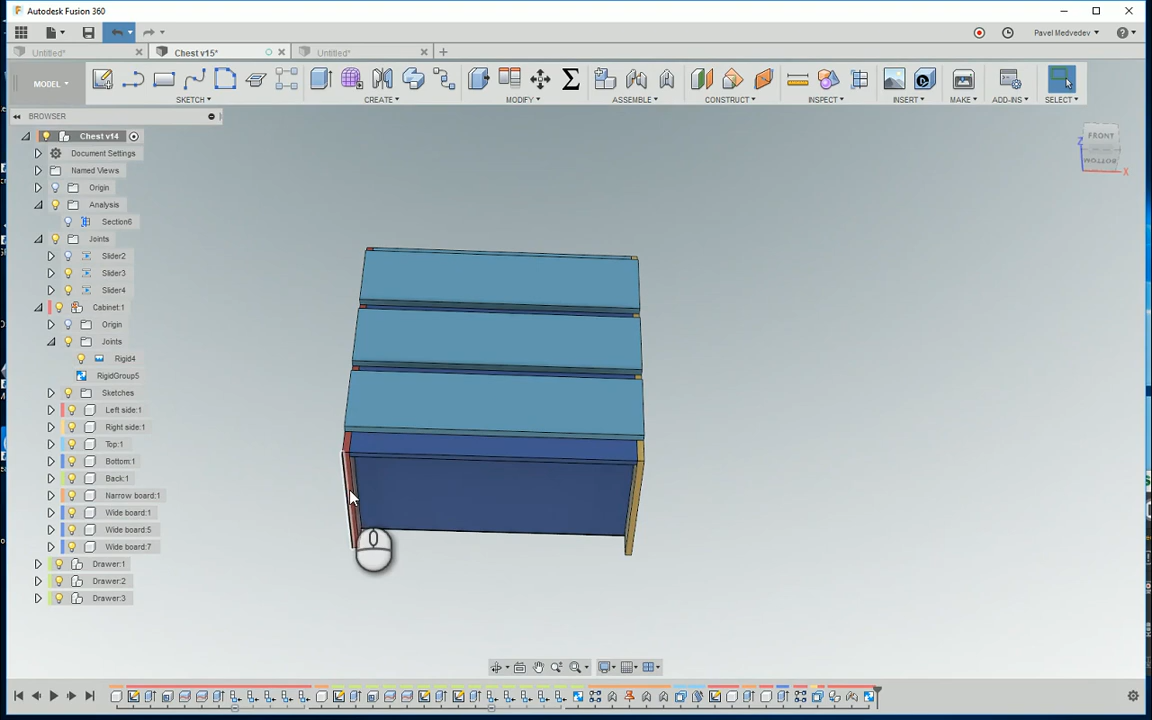 Autodesk Fusion 360
Pavel Medvedev
Untitled*
Chest v15*
Untitled*
MODEL
SKETCH
CREATE
MODIFY
ASSEMBLE
CONSTRUCT
INSPECT
INSERT
MAKE
ADD-INS
SELECT
BROWSER
Chest v14
Document Settings
Named Views
Origin
Analysis
Section6
Joints
Slider2
Slider3
Slider4
Cabinet:1
Origin
Joints
Rigid4
RigidGroup5
Sketches
Left side:1
Right side:1
Top:1
Bottom:1
Back:1
Narrow board:1
Wide board:1
Wide board:5
Wide board:7
Drawer:1
Drawer:2
Drawer:3
FRONT
BOTTOM
Z
X